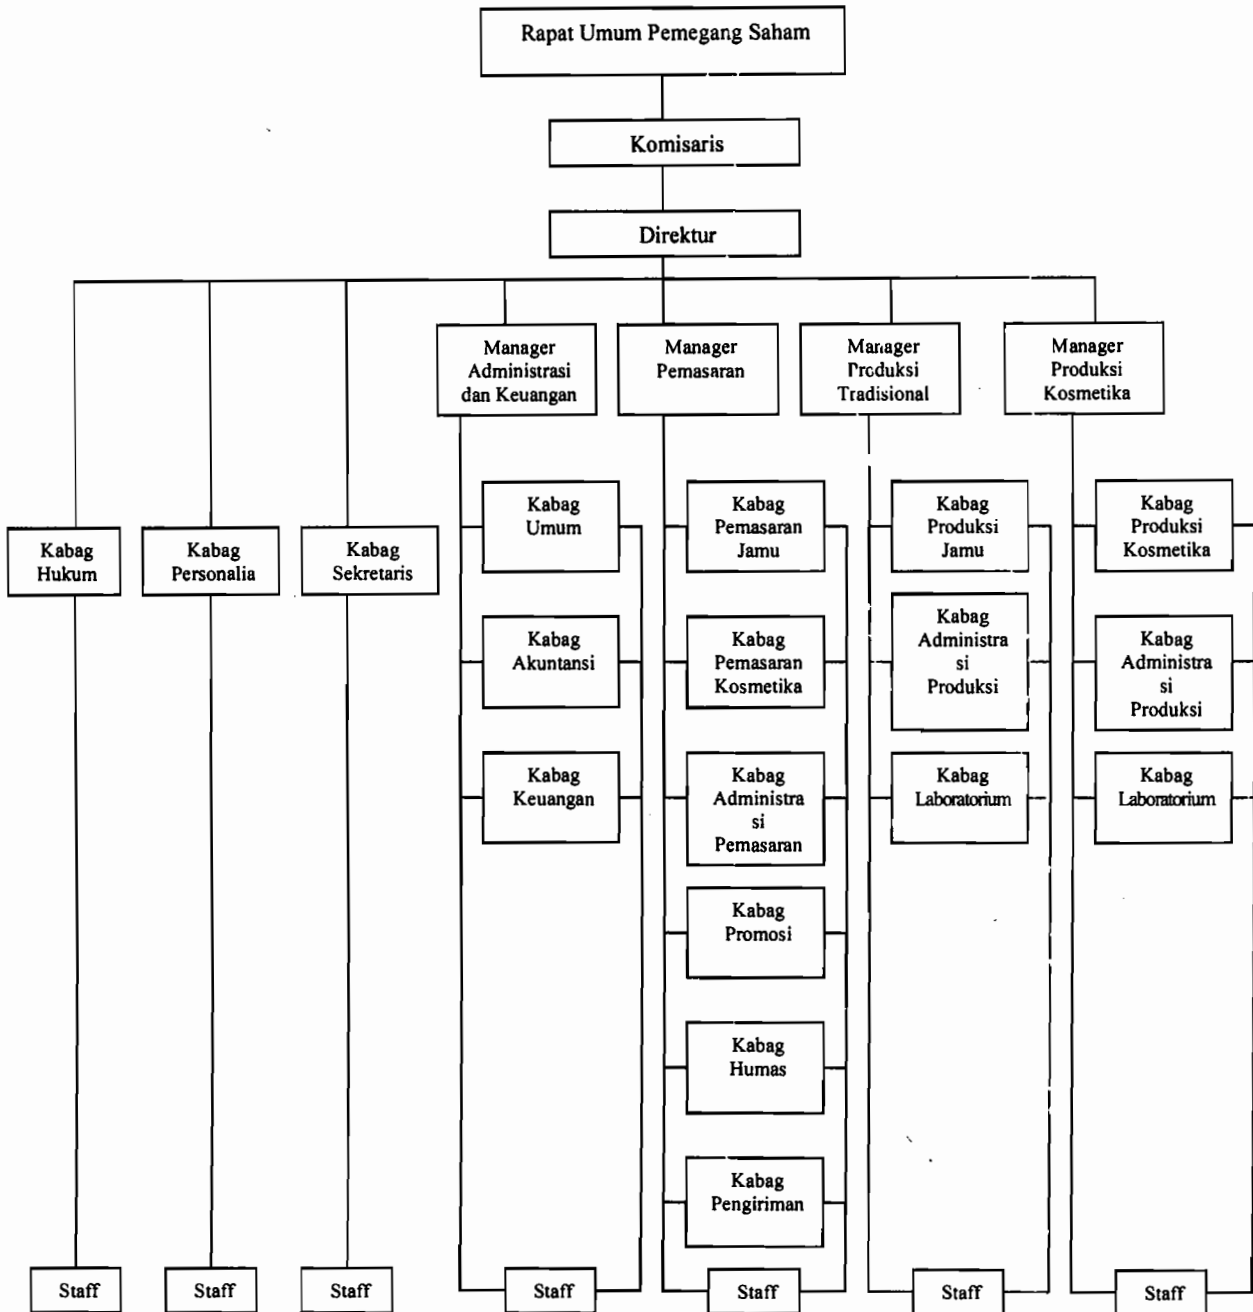 Rapat Umum Pemegang Saham
Komisaris
Direktur
Manager
Administrasi
dan Keuangan
Manager
Pemasaran
Manager
Produksi
Tradisional
Manager
Produksi
Kosmetika
Kabag
Hukum
Kabag
Personalia
Kabag
Sekretaris
Kabag
Umum
Kabag
Akuntansi
Kabag
Keuangan
Kabag
Pemasaran
Jamu
Kabag
Pemasaran
Kosmetika
Kabag
Administra
si
Pemasaran
Kabag
Promosi
Kabag
Humas
Kabag
Pengiriman
Kabag
Produksi
Jamu
Kabag
Administra
si
Produksi
Kabag
Laboratorium
Kabag
Produksi
Kosmetika
Kabag
Administra
si
Produksi
Kabag
Laboratorium
Staff
Staff
Staff
Staff
Staff
Staff
Staff